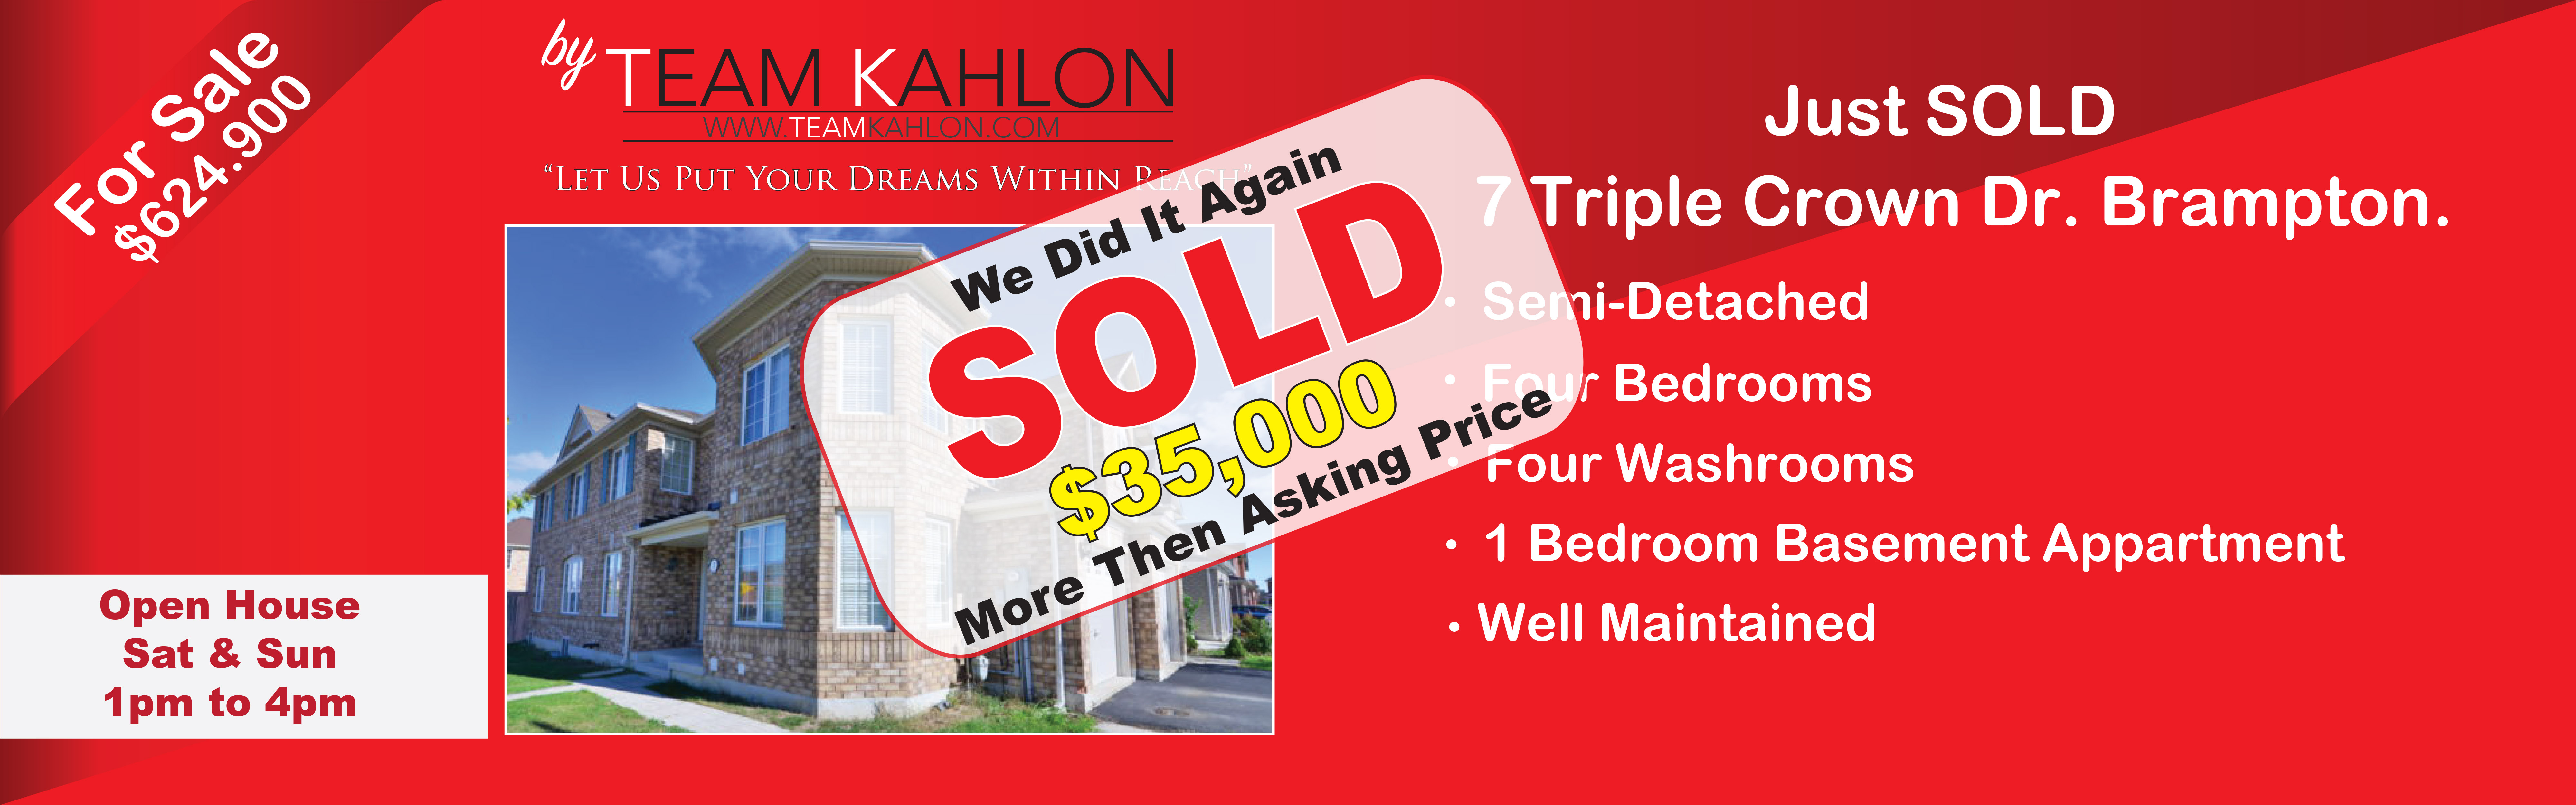 For Sale
$624.900
by TEAM KAHLON
WWW.TEAMKAHLON.COM
“LET US PUT YOUR DREAMS WITHIN REACH”
We Did It Again
SOLD
$35,000
More Then Asking Price
Just SOLD
7 Triple Crown Dr. Brampton.
• Semi-Detached
• Four Bedrooms
• Four Washrooms
• 1 Bedroom Basement Appartment
• Well Maintained
Open House
Sat & Sun
1pm to 4pm